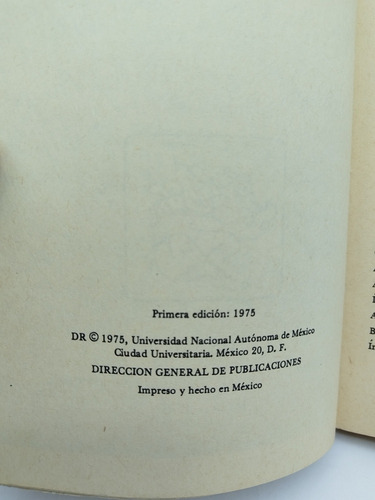 Primera edición: 1975
DR © 1975, Universidad Nacional Autónoma de México
Ciudad Universitaria. México 20, D. F.
DIRECCION GENERAL DE PUBLICACIONES
Impreso y hecho en México